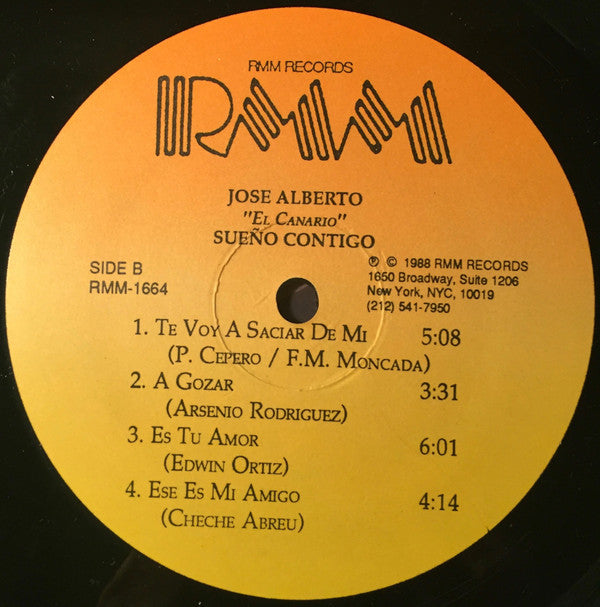 RMM RECORDS
RMM
JOSE ALBERTO
"EL CANARIO"
SUEÑO CONTIGO
SIDE B
RMM-1664
℗ © 1988 RMM RECORDS
1650 Broadway, Suite 1206
New York, NYC, 10019
(212) 541-7950
1. TE VOY A SACIAR DE MI 5:08
(P. CEPERO / F.M. MONCADA)
2. A GOZAR 3:31
(ARSENIO RODRIGUEZ)
3. ES TU AMOR 6:01
(EDWIN ORTIZ)
4. ESE ES MI AMIGO 4:14
(CHECHE ABREU)